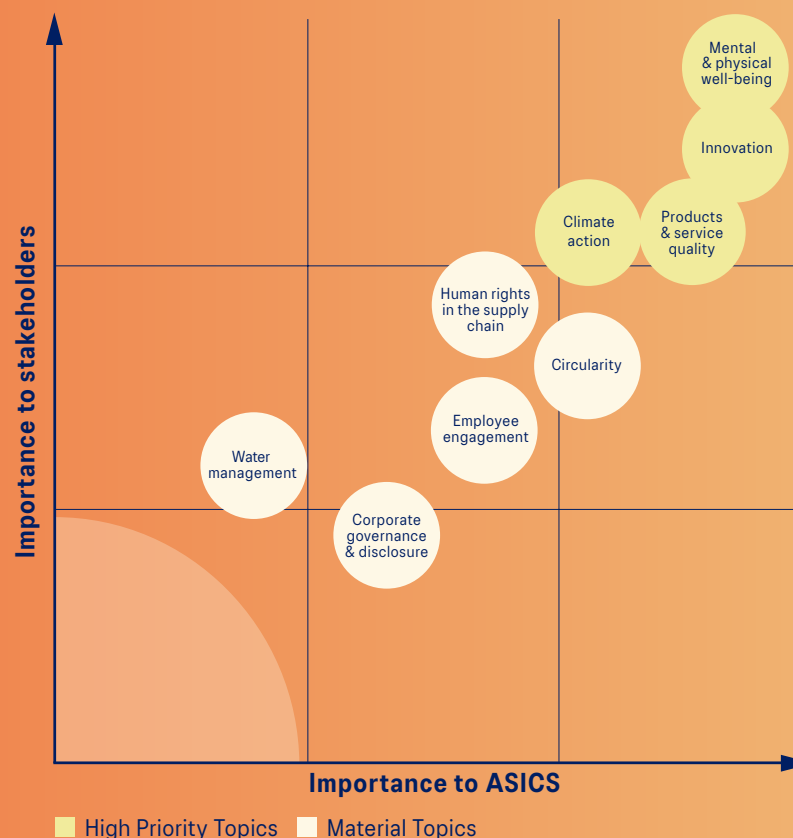 Mental
& physical
well-being
Innovation
Climate
action
Products
& service
quality
Human rights
in the supply
chain
Circularity
Employee
engagement
Water
management
Corporate
governance
& disclosure
Importance to stakeholders
Importance to ASICS
High Priority Topics
Material Topics